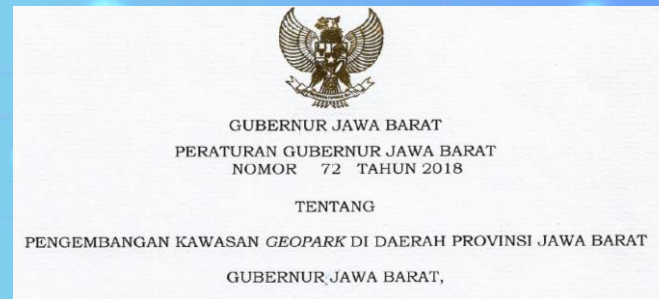 GUBERNUR JAWA BARAT
PERATURAN GUBERNUR JAWA BARAT
NOMOR 72 TAHUN 2018
TENTANG
PENGEMBANGAN KAWASAN GEOPARK DI DAERAH PROVINSI JAWA BARAT
GUBERNUR JAWA BARAT,